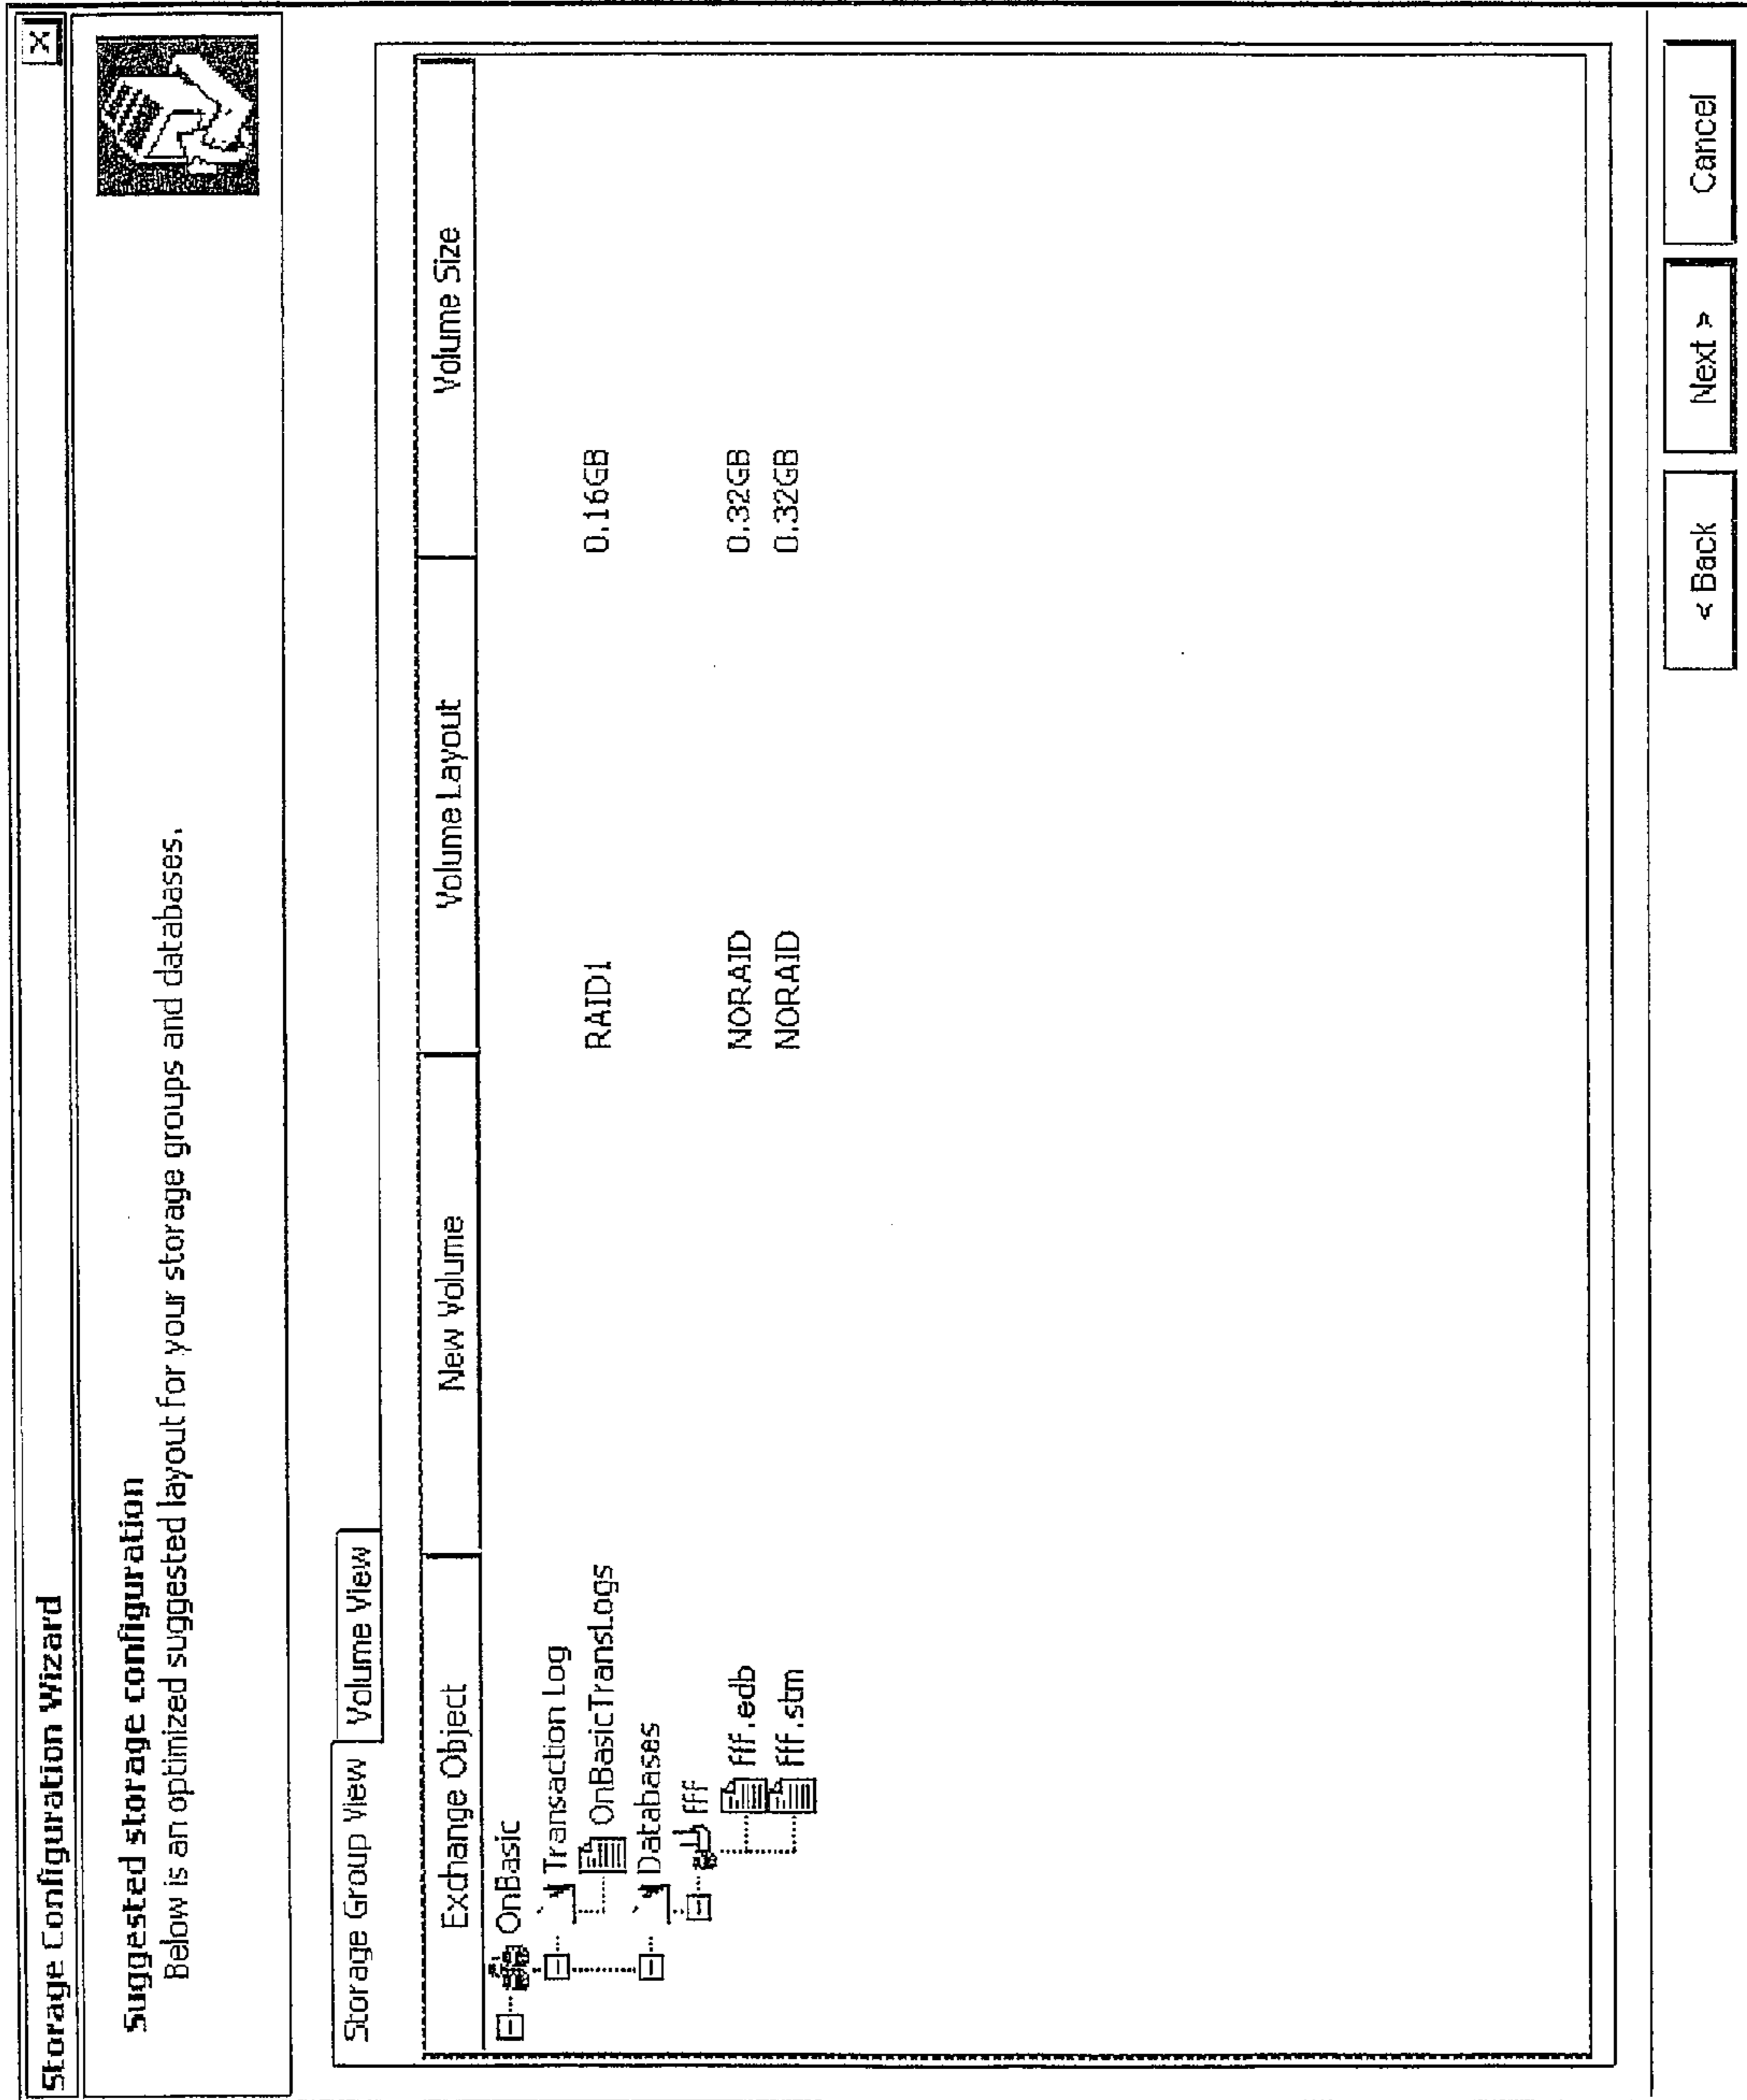 Storage Configuration Wizard
Suggested storage configuration
Below is an optimized suggested layout for your storage groups and databases.
Storage Group View Volume View
Exchange Object New Volume Volume Layout Volume Size
OnBasic
Transaction Log
OnBasicTransLogs RAID1 0.16GB
Databases
fff
fff.edb NORAID 0.32GB
fff.stm NORAID 0.32GB
< Back Next > Cancel